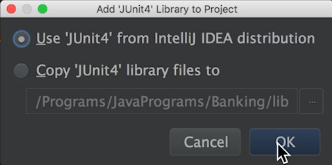 Add 'JUnit4' Library to Project
Use 'JUnit4' from IntelliJ IDEA distribution
Copy 'JUnit4' library files to
/Programs/JavaPrograms/Banking/lib ...
Cancel OK